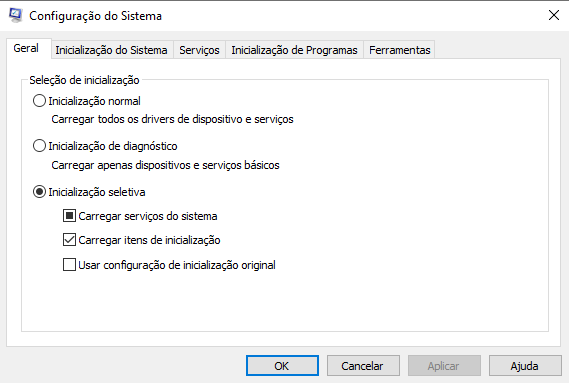 Configuração do Sistema
Geral Inicialização do Sistema Serviços Inicialização de Programas Ferramentas
Seleção de inicialização
Inicialização normal
Carregar todos os drivers de dispositivo e serviços
Inicialização de diagnóstico
Carregar apenas dispositivos e serviços básicos
Inicialização seletiva
Carregar serviços do sistema
Carregar itens de inicialização
Usar configuração de inicialização original
OK Cancelar Aplicar Ajuda